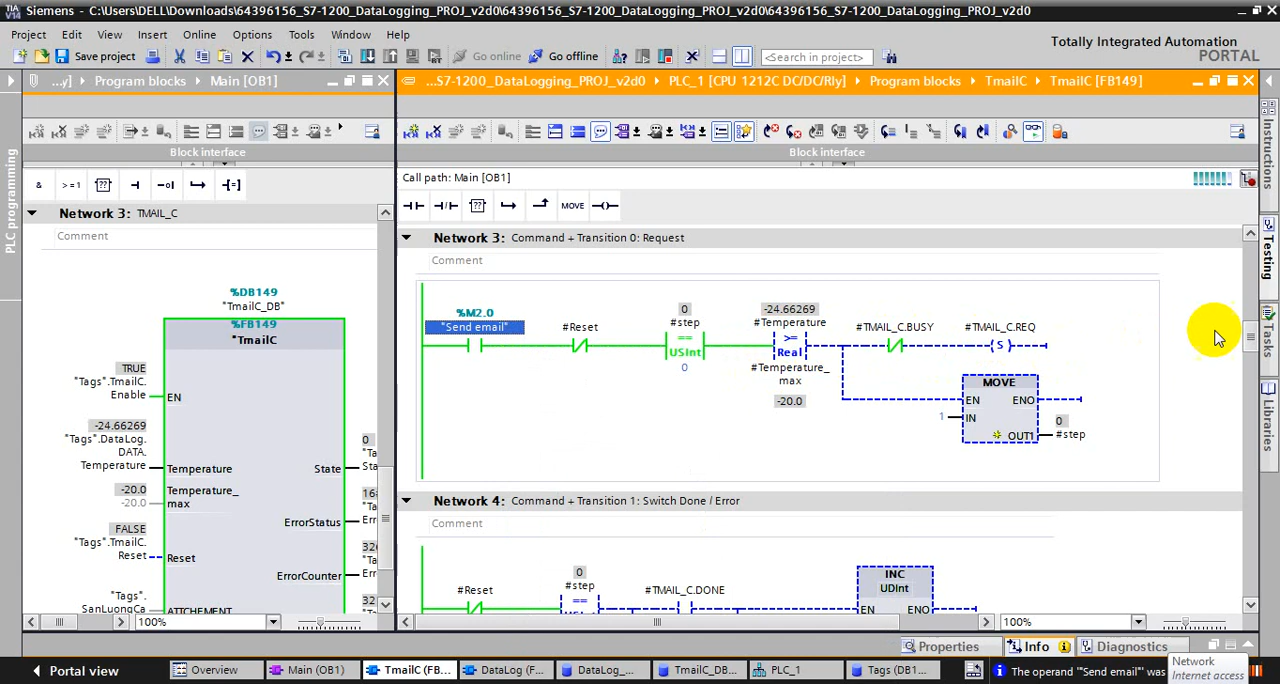 Siemens - C:\Users\DELL\Downloads\64396156_S7-1200_DataLogging_PROJ_v2d0\64396156_S7-1200_DataLogging_PROJ_v2d0
TIA
V14
Project Edit View Insert Online Options Tools Window Help
Totally Integrated Automation
PORTAL
Save project
Go online
Go offline
<Search in project>
...y] ▸ Program blocks ▸ Main [OB1]
...S7-1200_DataLogging_PROJ_v2d0 ▸ PLC_1 [CPU 1212C DC/DC/Rly] ▸ Program blocks ▸ TmailC ▸ TmailC [FB149]
Block interface
Block interface
PLC programming
Call path: Main [OB1]
& >=1 ??
?? MOVE
Network 3: TMAIL_C
Comment
%DB149
"TmailC_DB"
%FB149
"TmailC"
TRUE
"Tags".TmailC.
Enable
EN
-24.66269
"Tags".DataLog.
DATA.
Temperature
Temperature
State
0
-20.0
-20.0
Temperature_
max
ErrorStatus
FALSE
"Tags".TmailC.
Reset
Reset
ErrorCounter
"Tags".
SanLuongCa
ATTCHEMENT
100%
Network 3: Command + Transition 0: Request
Comment
%M2.0
"Send email"
#Reset
0
#step
==
USInt
0
-24.66269
#Temperature
>=
Real
#Temperature_
max
-20.0
#TMAIL_C.BUSY
#TMAIL_C.REQ
S
MOVE
EN ENO
1 IN
OUT1
0
#step
Network 4: Command + Transition 1: Switch Done / Error
Comment
#Reset
0
#step
==
#TMAIL_C.DONE
INC
UDInt
EN ENO
100%
Instructions
Testing
Tasks
Libraries
Properties
Info
Diagnostics
Portal view
Overview
Main (OB1)
TmailC (FB...
DataLog (F...
DataLog_...
TmailC_DB...
PLC_1
Tags (DB1...
The operand "Send email" was
Network
Internet access